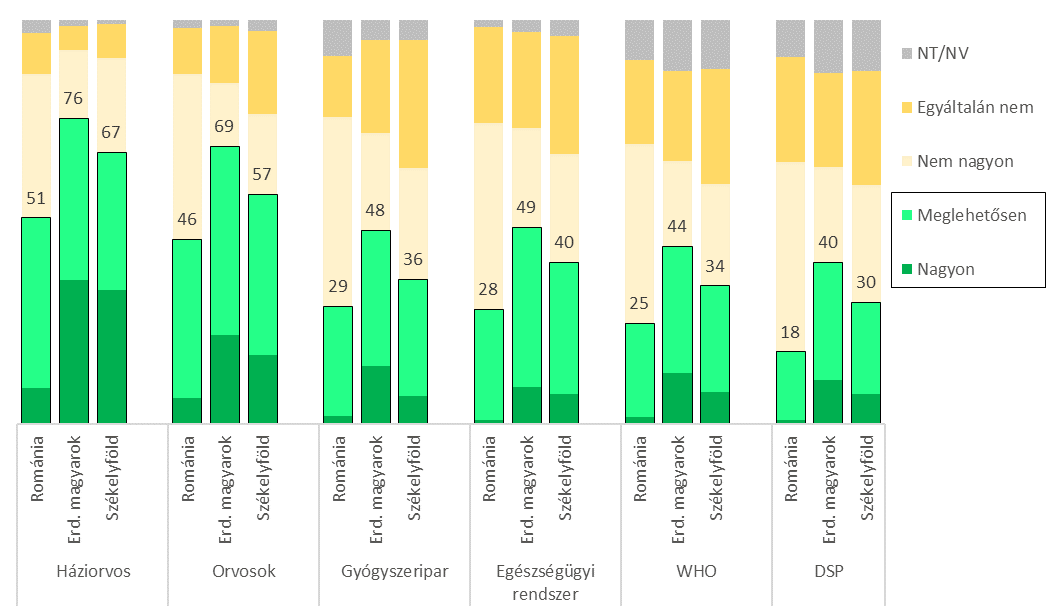 51
76
67
46
69
57
29
48
36
28
49
40
25
44
34
18
40
30
NT/NV
Egyáltalán nem
Nem nagyon
Meglehetősen
Nagyon
Románia
Erd. magyarok
Székelyföld
Románia
Erd. magyarok
Székelyföld
Románia
Erd. magyarok
Székelyföld
Románia
Erd. magyarok
Székelyföld
Románia
Erd. magyarok
Székelyföld
Románia
Erd. magyarok
Székelyföld
Háziorvos
Orvosok
Gyógyszeripar
Egészségügyi
rendszer
WHO
DSP